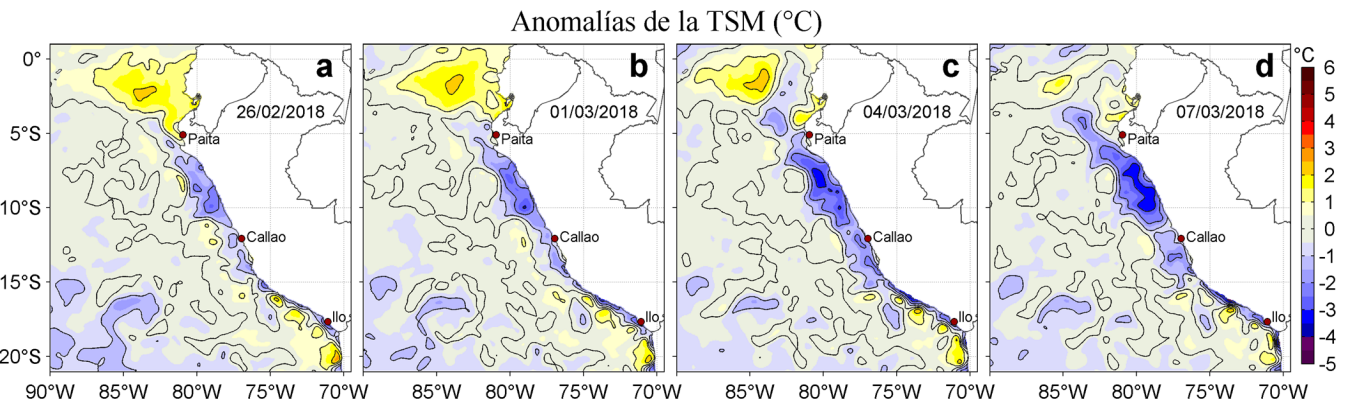 Anomalías de la TSM (°C)
a b c d °C
0° 6
5
26/02/2018 01/03/2018 04/03/2018 07/03/2018 4
5°S Paita Paita Paita Paita 3
2
1
10°S 0
Callao Callao Callao Callao -1
15°S -2
-3
Ilo Ilo Ilo Ilo
20°S -4
-5
90°W 85°W 80°W 75°W 70°W 85°W 80°W 75°W 70°W 85°W 80°W 75°W 70°W 85°W 80°W 75°W 70°W